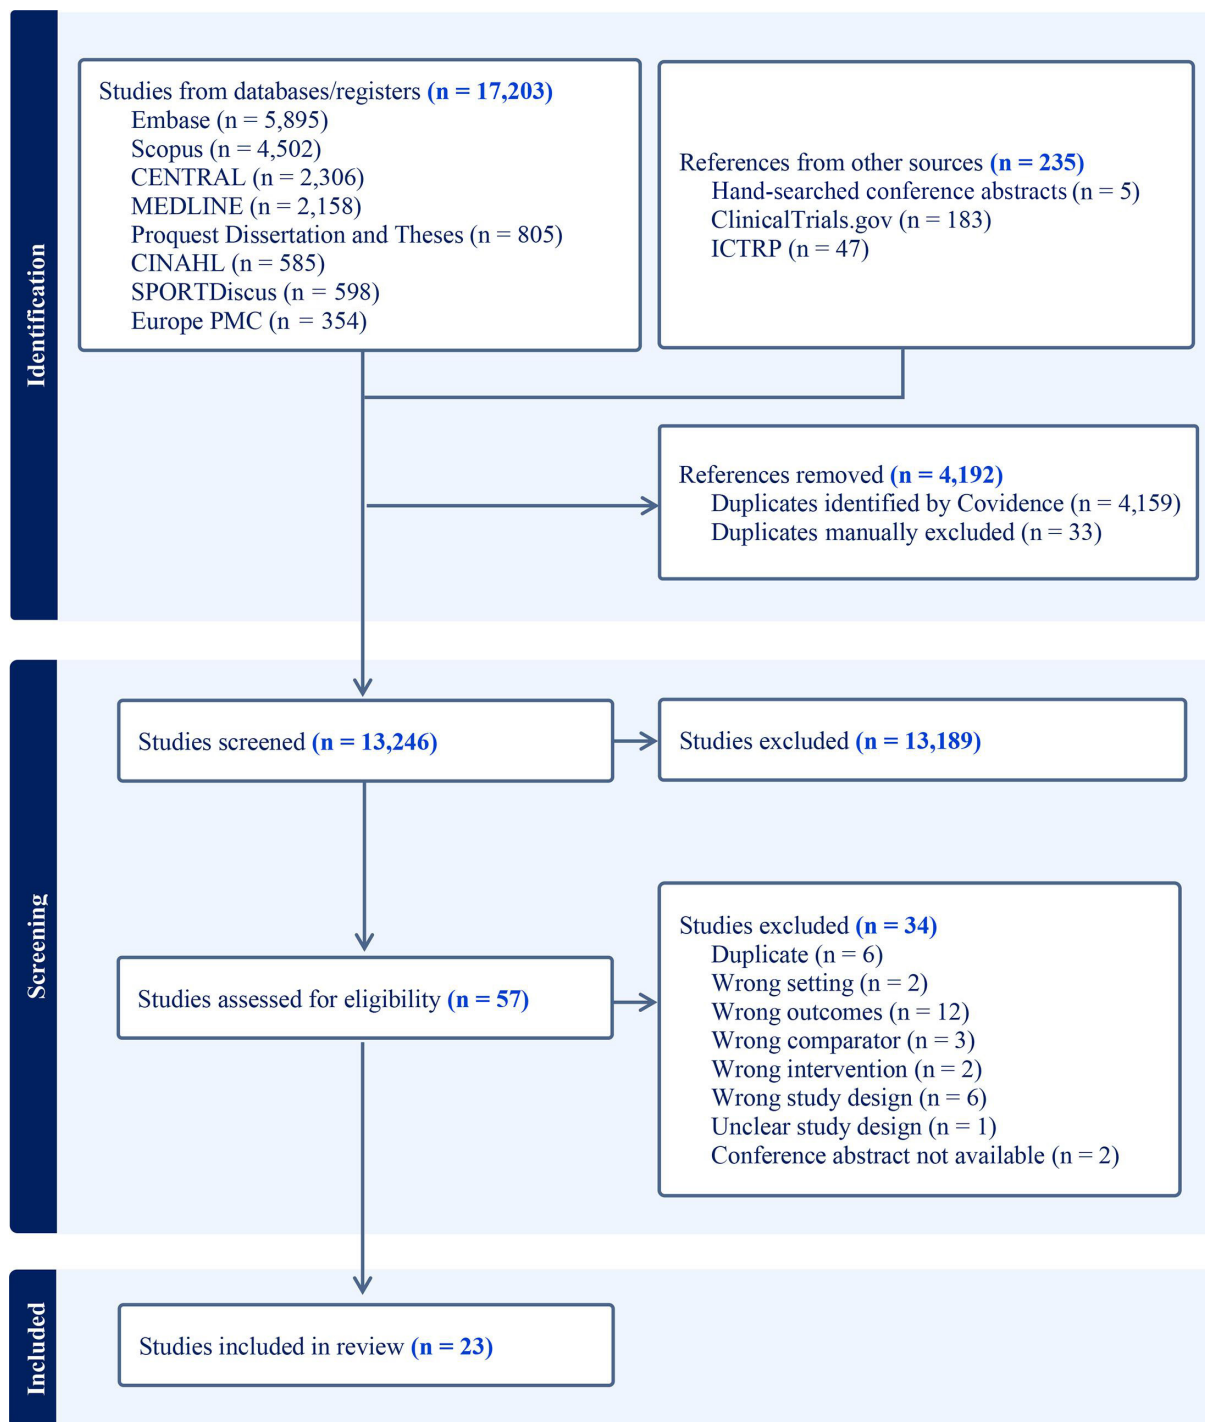 Identification
Studies from databases/registers (n = 17,203)
Embase (n = 5,895)
Scopus (n = 4,502)
CENTRAL (n = 2,306)
MEDLINE (n = 2,158)
Proquest Dissertation and Theses (n = 805)
CINAHL (n = 585)
SPORTDiscus (n = 598)
Europe PMC (n = 354)
References from other sources (n = 235)
Hand-searched conference abstracts (n = 5)
ClinicalTrials.gov (n = 183)
ICTRP (n = 47)
References removed (n = 4,192)
Duplicates identified by Covidence (n = 4,159)
Duplicates manually excluded (n = 33)
Screening
Studies screened (n = 13,246)
Studies excluded (n = 13,189)
Studies assessed for eligibility (n = 57)
Studies excluded (n = 34)
Duplicate (n = 6)
Wrong setting (n = 2)
Wrong outcomes (n = 12)
Wrong comparator (n = 3)
Wrong intervention (n = 2)
Wrong study design (n = 6)
Unclear study design (n = 1)
Conference abstract not available (n = 2)
Included
Studies included in review (n = 23)